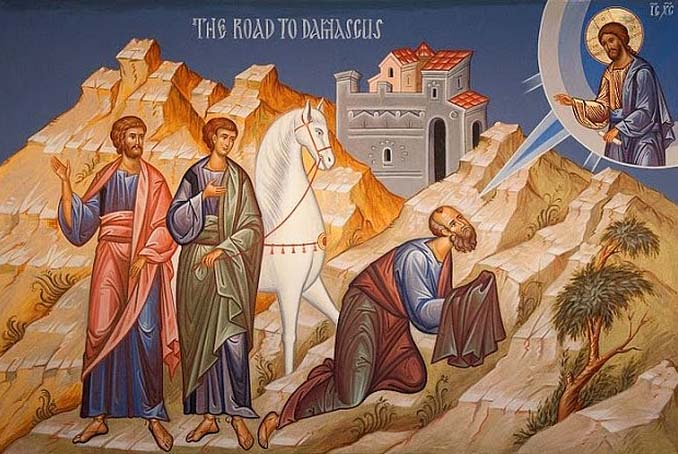 THE ROAD TO DAMASCUS
IC XC